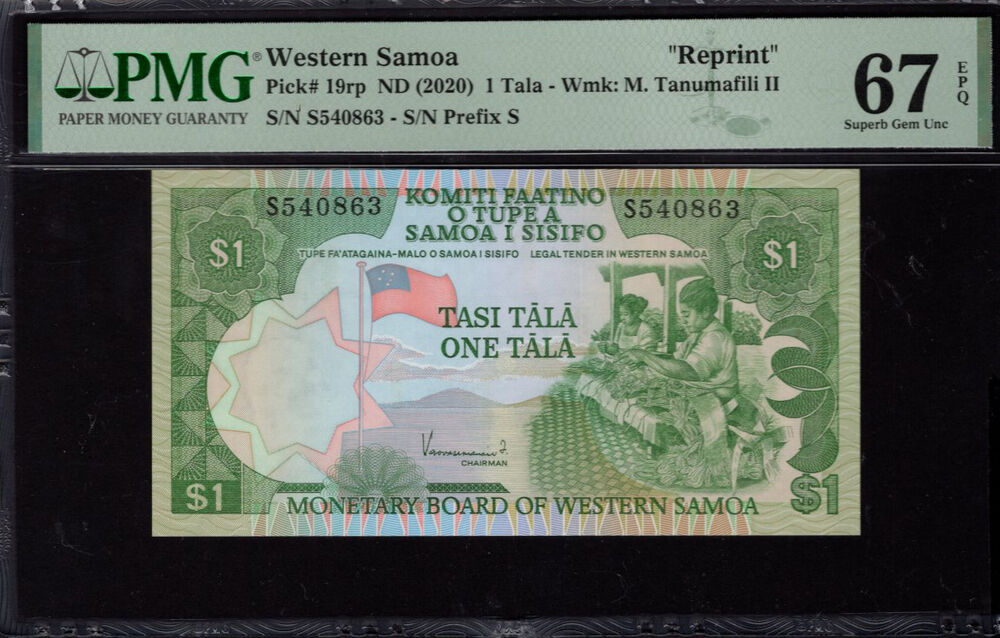 PMG®
PAPER MONEY GUARANTY
Western Samoa "Reprint"
Pick# 19rp ND (2020) 1 Tala - Wmk: M. Tanumafili II
S/N S540863 - S/N Prefix S
67 EPQ
Superb Gem Unc
KOMITI FAATINO
O TUPE A
SAMOA I SISIFO
S540863 S540863
$1 $1
TUPE FA'ATAGAINA-MALO O SAMOA I SISIFO LEGAL TENDER IN WESTERN SAMOA
TASI TĀLĀ
ONE TĀLĀ
CHAIRMAN
$1 $1
MONETARY BOARD OF WESTERN SAMOA